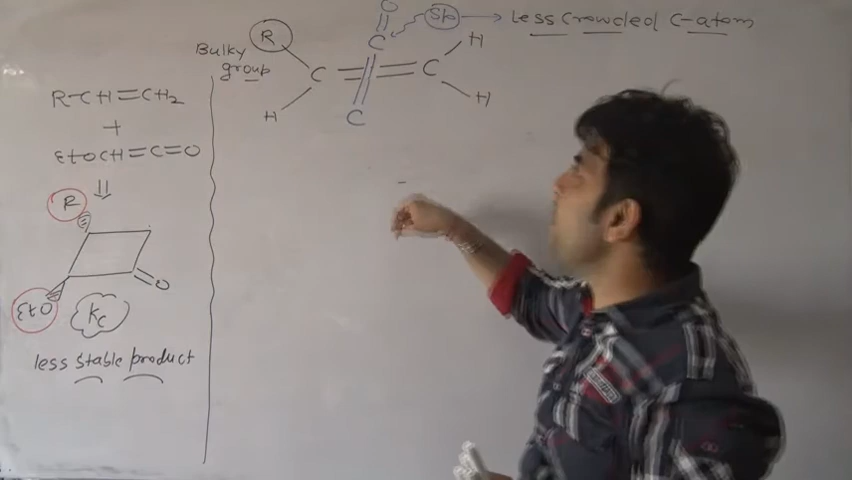 R-CH=CH2
+
EtOCH=C=O
R
O
EtO
Kc
less stable product
Bulky
group
R
C
H
O
C
Sp
less crowded C-atom
C
H
H
C